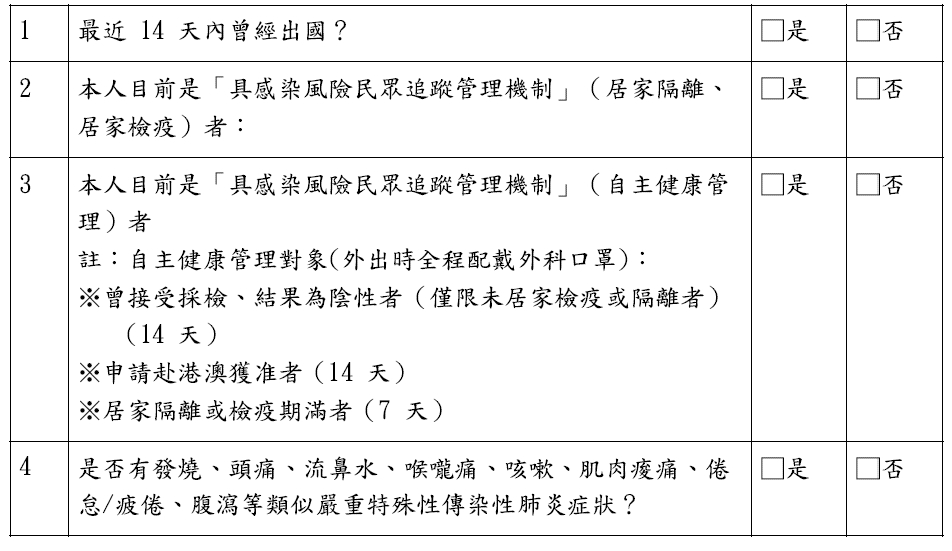 1 最近 14 天內曾經出國？ □是 □否
2 本人目前是「具感染風險民眾追蹤管理機制」（居家隔離、 □是 □否
居家檢疫）者：
3 本人目前是「具感染風險民眾追蹤管理機制」（自主健康管 □是 □否
理）者
註：自主健康管理對象(外出時全程配戴外科口罩)：
※曾接受採檢、結果為陰性者（僅限未居家檢疫或隔離者）
（14 天）
※申請赴港澳獲准者（14 天）
※居家隔離或檢疫期滿者（7 天）
4 是否有發燒、頭痛、流鼻水、喉嚨痛、咳嗽、肌肉痠痛、倦 □是 □否
怠/疲倦、腹瀉等類似嚴重特殊性傳染性肺炎症狀？